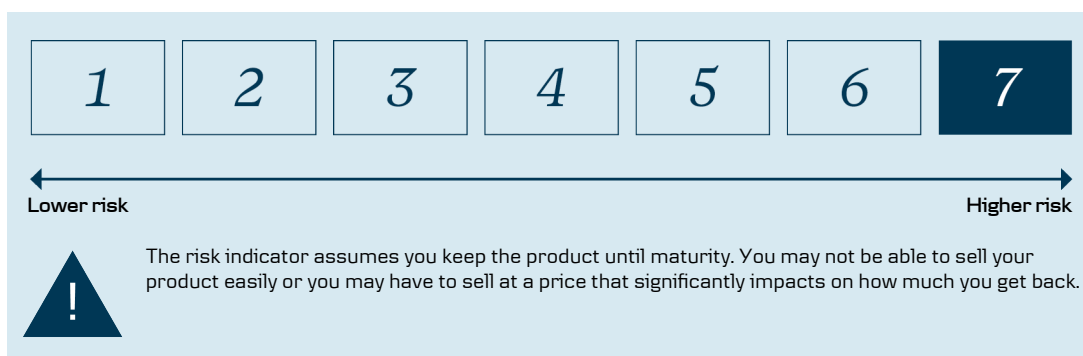 1 2 3 4 5 6 7
Lower risk Higher risk
The risk indicator assumes you keep the product until maturity. You may not be able to sell your
product easily or you may have to sell at a price that significantly impacts on how much you get back.
!